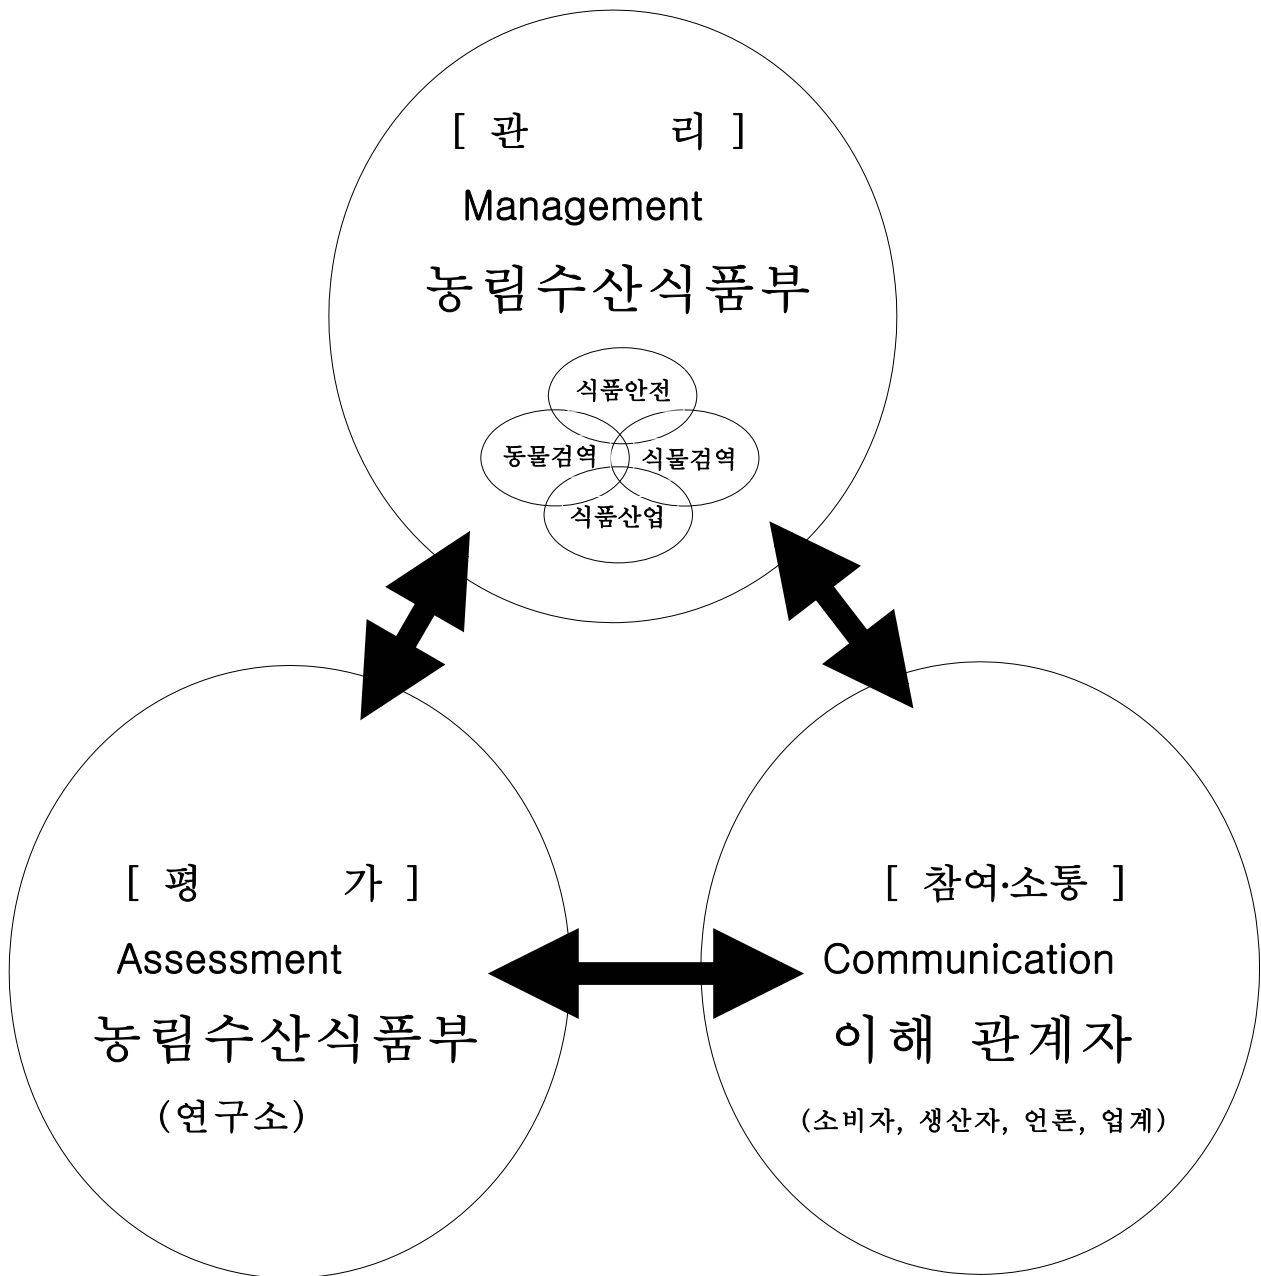 [ 관 리 ]
Management
농림수산식품부
식품안전
동물검역 식물검역
식품산업
[ 평 가 ]
Assessment
농림수산식품부
(연구소)
[ 참여·소통 ]
Communication
이해 관계자
(소비자, 생산자, 언론, 업계)